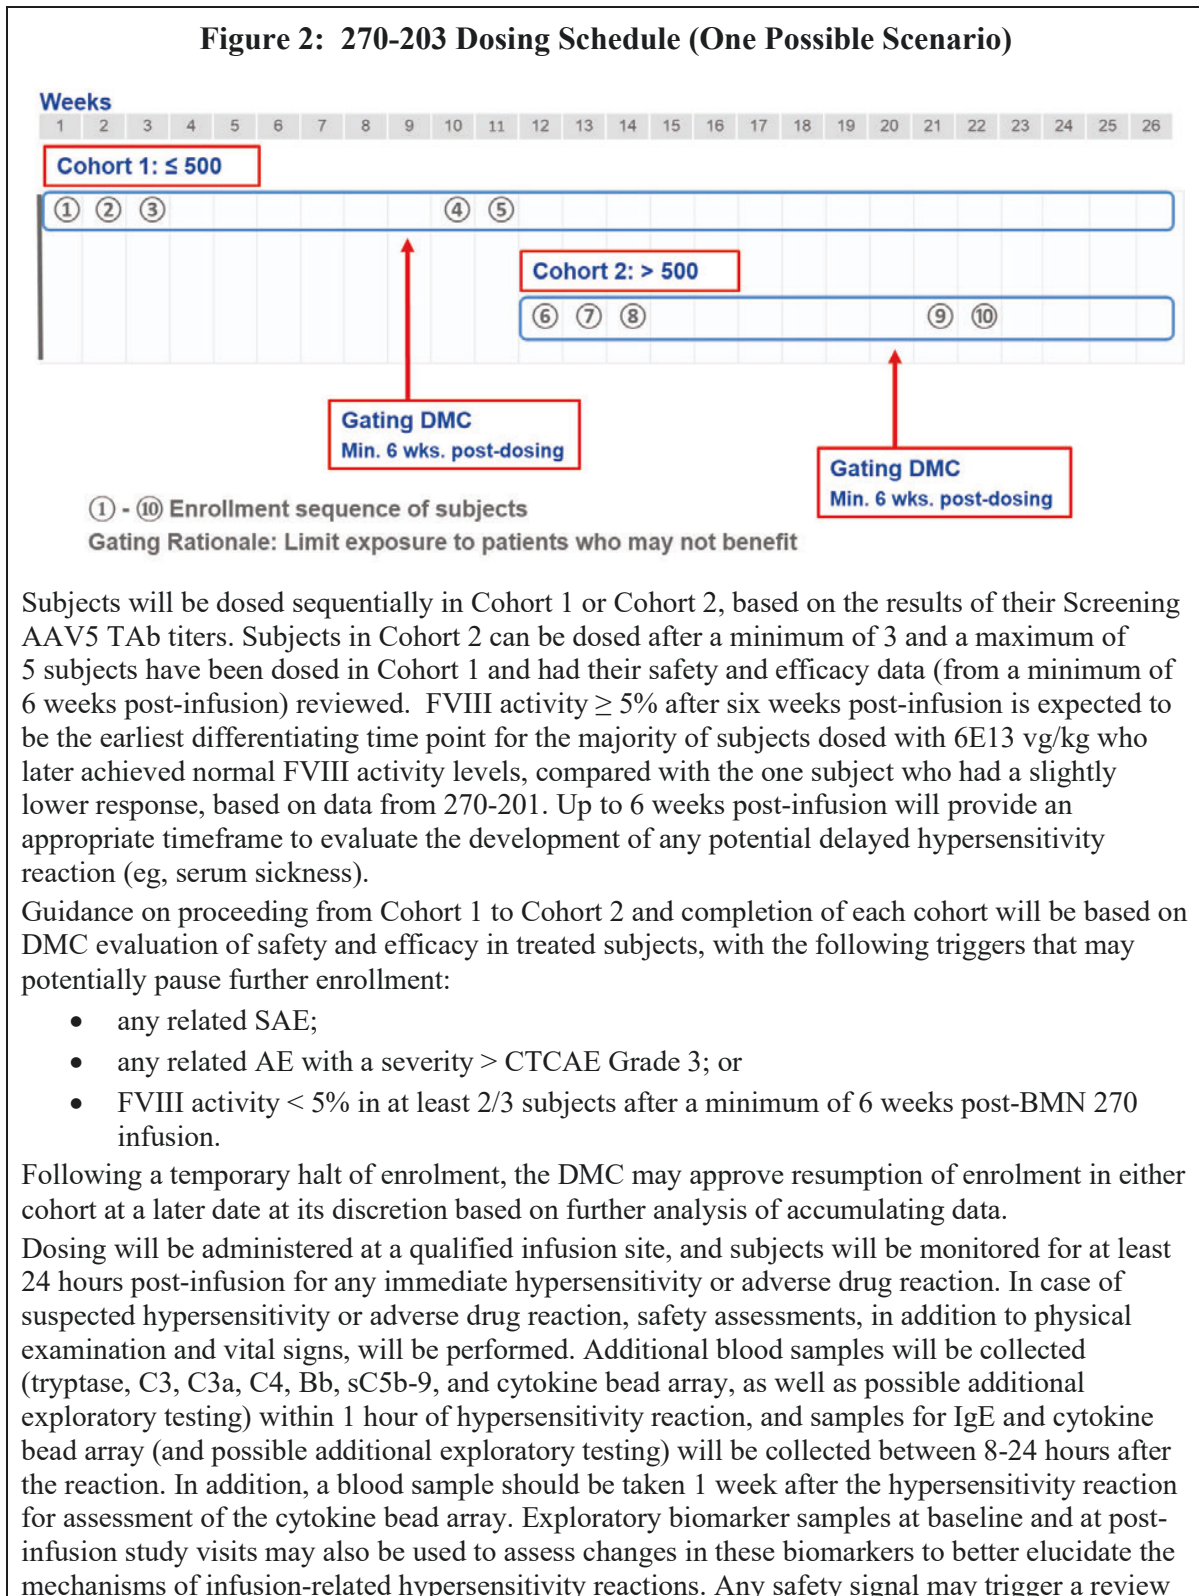 Figure 2:  270-203 Dosing Schedule (One Possible Scenario)
Weeks
1 2 3 4 5 6 7 8 9 10 11 12 13 14 15 16 17 18 19 20 21 22 23 24 25 26
Cohort 1: ≤ 500
① ② ③ ④ ⑤
Cohort 2: > 500
⑥ ⑦ ⑧ ⑨ ⑩
Gating DMC
Min. 6 wks. post-dosing
Gating DMC
Min. 6 wks. post-dosing
① - ⑩ Enrollment sequence of subjects
Gating Rationale: Limit exposure to patients who may not benefit
Subjects will be dosed sequentially in Cohort 1 or Cohort 2, based on the results of their Screening
AAV5 TAb titers. Subjects in Cohort 2 can be dosed after a minimum of 3 and a maximum of
5 subjects have been dosed in Cohort 1 and had their safety and efficacy data (from a minimum of
6 weeks post-infusion) reviewed.  FVIII activity ≥ 5% after six weeks post-infusion is expected to
be the earliest differentiating time point for the majority of subjects dosed with 6E13 vg/kg who
later achieved normal FVIII activity levels, compared with the one subject who had a slightly
lower response, based on data from 270-201. Up to 6 weeks post-infusion will provide an
appropriate timeframe to evaluate the development of any potential delayed hypersensitivity
reaction (eg, serum sickness).
Guidance on proceeding from Cohort 1 to Cohort 2 and completion of each cohort will be based on
DMC evaluation of safety and efficacy in treated subjects, with the following triggers that may
potentially pause further enrollment:
• any related SAE;
• any related AE with a severity > CTCAE Grade 3; or
• FVIII activity < 5% in at least 2/3 subjects after a minimum of 6 weeks post-BMN 270
infusion.
Following a temporary halt of enrolment, the DMC may approve resumption of enrolment in either
cohort at a later date at its discretion based on further analysis of accumulating data.
Dosing will be administered at a qualified infusion site, and subjects will be monitored for at least
24 hours post-infusion for any immediate hypersensitivity or adverse drug reaction. In case of
suspected hypersensitivity or adverse drug reaction, safety assessments, in addition to physical
examination and vital signs, will be performed. Additional blood samples will be collected
(tryptase, C3, C3a, C4, Bb, sC5b-9, and cytokine bead array, as well as possible additional
exploratory testing) within 1 hour of hypersensitivity reaction, and samples for IgE and cytokine
bead array (and possible additional exploratory testing) will be collected between 8-24 hours after
the reaction. In addition, a blood sample should be taken 1 week after the hypersensitivity reaction
for assessment of the cytokine bead array. Exploratory biomarker samples at baseline and at post-
infusion study visits may also be used to assess changes in these biomarkers to better elucidate the
mechanisms of infusion-related hypersensitivity reactions. Any safety signal may trigger a review